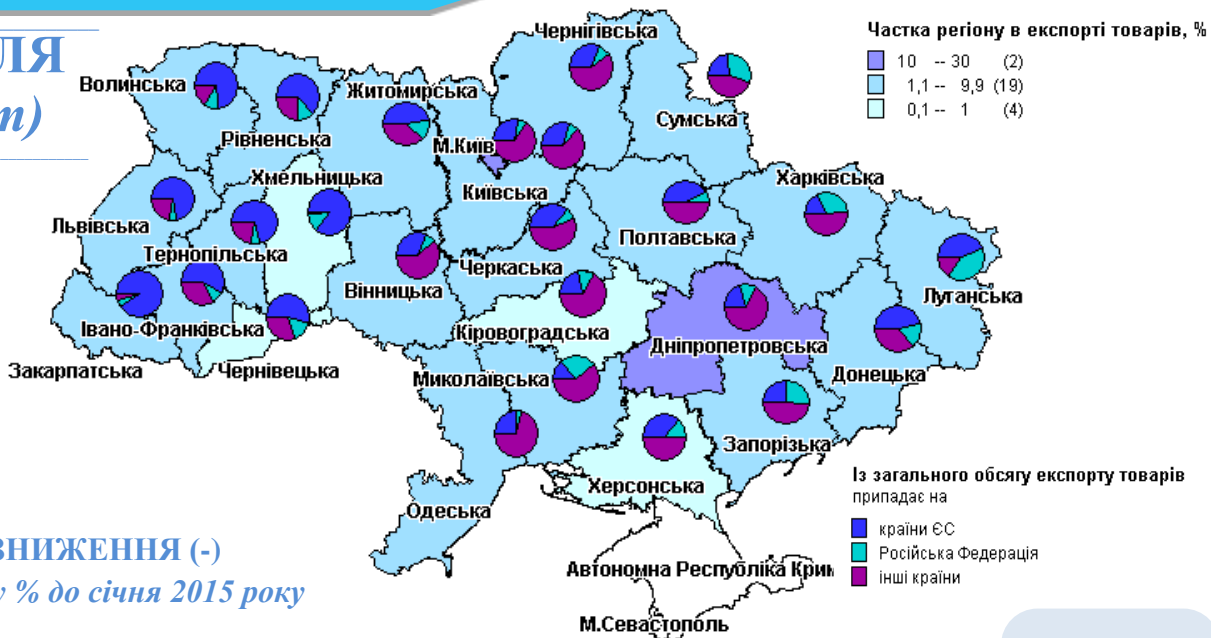 ЛЯ
т)
Частка регіону в експорті товарів, %
10 -- 30 (2)
1,1 -- 9,9 (19)
0,1 -- 1 (4)
Чернігівська
Волинська
Житомирська
Сумська
Рівненська
М.Київ
Хмельницька
Харківська
Київська
Львівська
Полтавська
Тернопільська
Черкаська
Вінницька
Луганська
Івано-Франківська
Кіровоградська
Дніпропетровська
Закарпатська
Чернівецька
Миколаївська
Донецька
Запорізька
Херсонська
Одеська
Із загального обсягу експорту товарів
припадає на
країни ЄС
Російська Федерація
інші країни
ЗНИЖЕННЯ (-)
у % до січня 2015 року
Автономна Республіка Крим
М.Севастополь